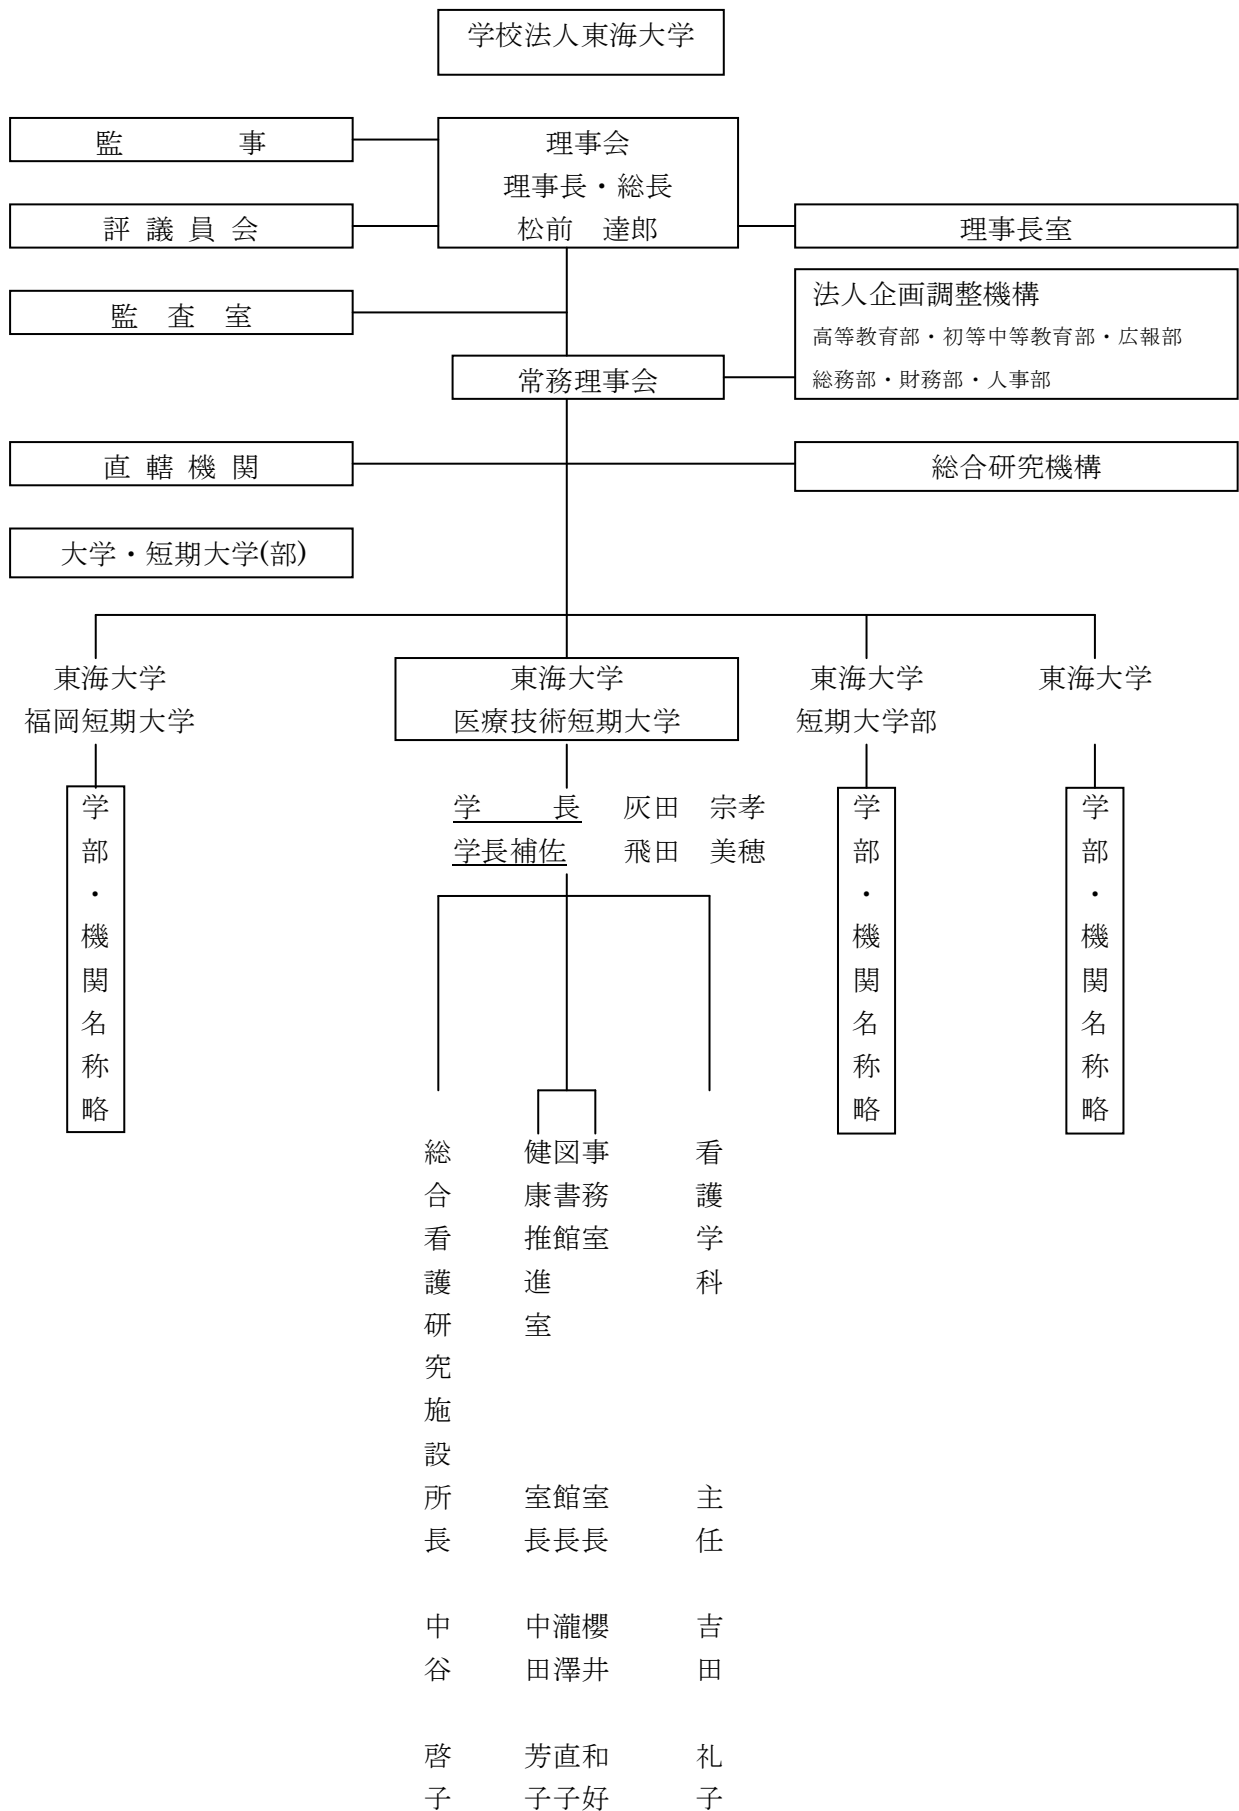 学校法人東海大学
監　　　　事
理事会
理事長・総長
松前　達郎
評 議 員 会
理事長室
監　査　室
法人企画調整機構
高等教育部・初等中等教育部・広報部
総務部・財務部・人事部
常務理事会
直 轄 機 関
総合研究機構
大学・短期大学(部)
東海大学
福岡短期大学
東海大学
医療技術短期大学
東海大学
短期大学部
東海大学
学部・機関名称略
学　　長　灰田　宗孝
学長補佐　飛田　美穂
学部・機関名称略
学部・機関名称略
総合看護研究施設所長　中谷　啓子
健康推進室　室長　中田　芳子
図書館　館長　瀧澤　直子
事務室　室長　櫻井　和好
看護学科　主任　吉田　礼子